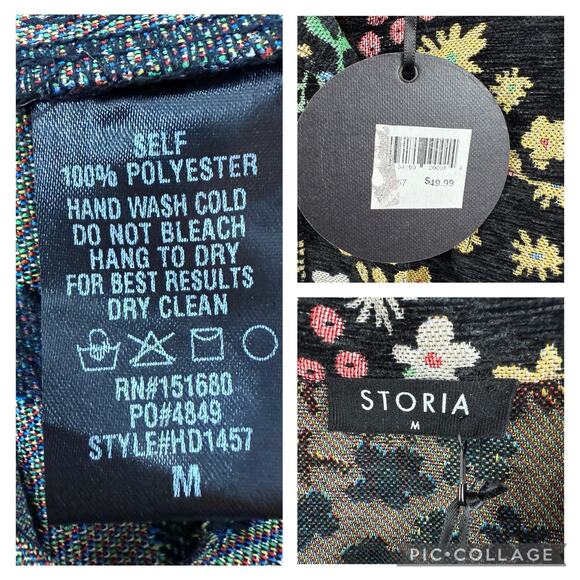 SELF
100% POLYESTER
HAND WASH COLD
DO NOT BLEACH
HANG TO DRY
FOR BEST RESULTS
DRY CLEAN
RN#151680
PO#4849
STYLE#HD1457
M
$49.99
STORIA
M
PIC•COLLAGE